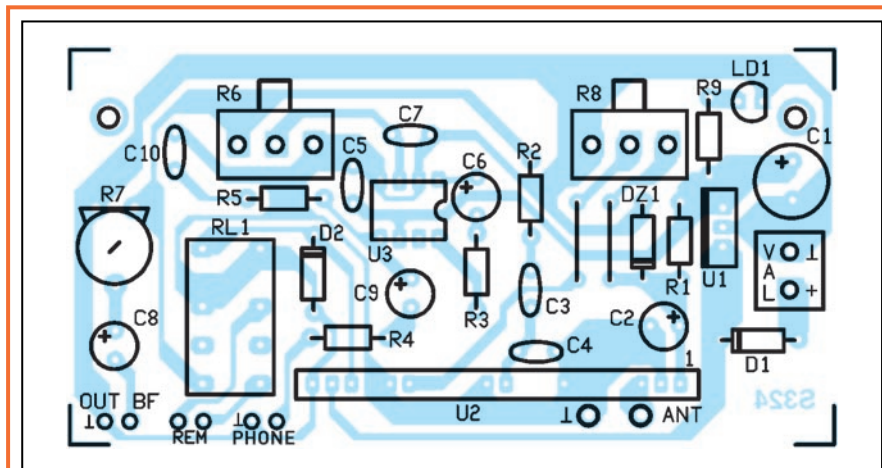 LD1
R6
R8
R9
C7
C1
C10
C5
C6
R2
R7
R5
DZ1
RL1
D2
U3
V
A
L
⊥
+
U1
R1
C9
R3
C3
C8
R4
C2
C4
1
D1
S324
OUT BF
U2
⊥
REM
⊥
PHONE
⊥
ANT